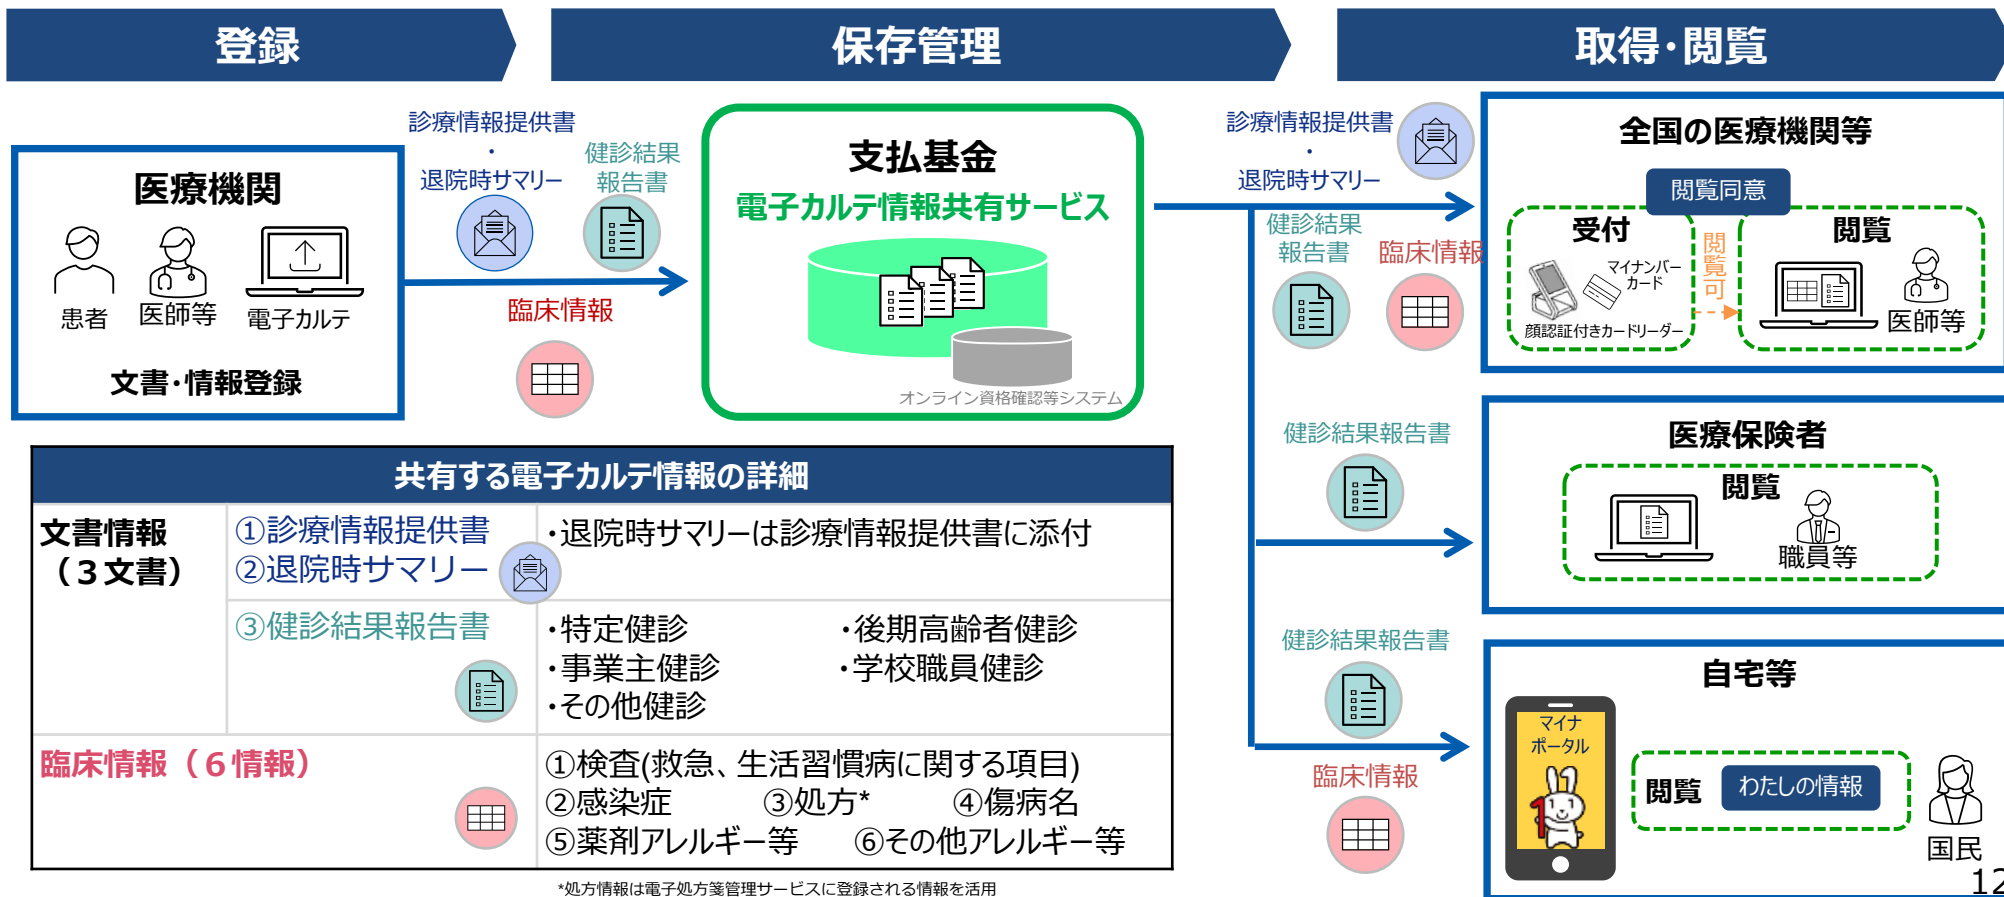 登録
保存管理
取得・閲覧
医療機関
患者
医師等
電子カルテ
文書・情報登録
診療情報提供書
・
退院時サマリー
健診結果
報告書
臨床情報
支払基金
電子カルテ情報共有サービス
オンライン資格確認等システム
診療情報提供書
・
退院時サマリー
健診結果
報告書
臨床情報
全国の医療機関等
閲覧同意
受付
マイナンバー
カード
顔認証付きカードリーダー
閲覧可
閲覧
医師等
健診結果報告書
医療保険者
閲覧
職員等
健診結果報告書
臨床情報
自宅等
マイナ
ポータル
1
閲覧
わたしの情報
国民
共有する電子カルテ情報の詳細
文書情報
（３文書）
①診療情報提供書
②退院時サマリー
・退院時サマリーは診療情報提供書に添付
③健診結果報告書
・特定健診 ・後期高齢者健診
・事業主健診 ・学校職員健診
・その他健診
臨床情報（６情報）
①検査(救急、生活習慣病に関する項目)
②感染症 ③処方* ④傷病名
⑤薬剤アレルギー等 ⑥その他アレルギー等
*処方情報は電子処方箋管理サービスに登録される情報を活用
12